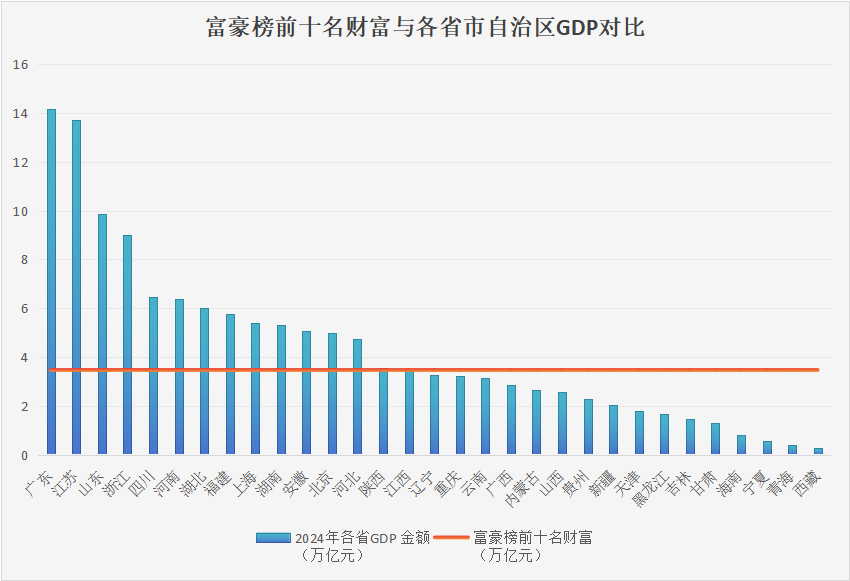 富豪榜前十名财富与各省市自治区GDP对比
16
14
12
10
8
6
4
2
0
广东
江苏
山东
浙江
四川
河南
湖北
福建
上海
湖南
安徽
北京
河北
陕西
江西
辽宁
重庆
云南
广西
内蒙古
山西
贵州
新疆
天津
黑龙江
吉林
甘肃
海南
宁夏
青海
西藏
2024年各省GDP 金额
（万亿元）
富豪榜前十名财富
（万亿元）